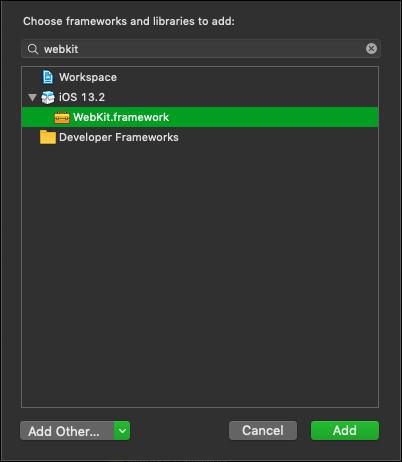 Choose frameworks and libraries to add:
webkit
Workspace
iOS 13.2
WebKit.framework
Developer Frameworks
Add Other...
Cancel
Add